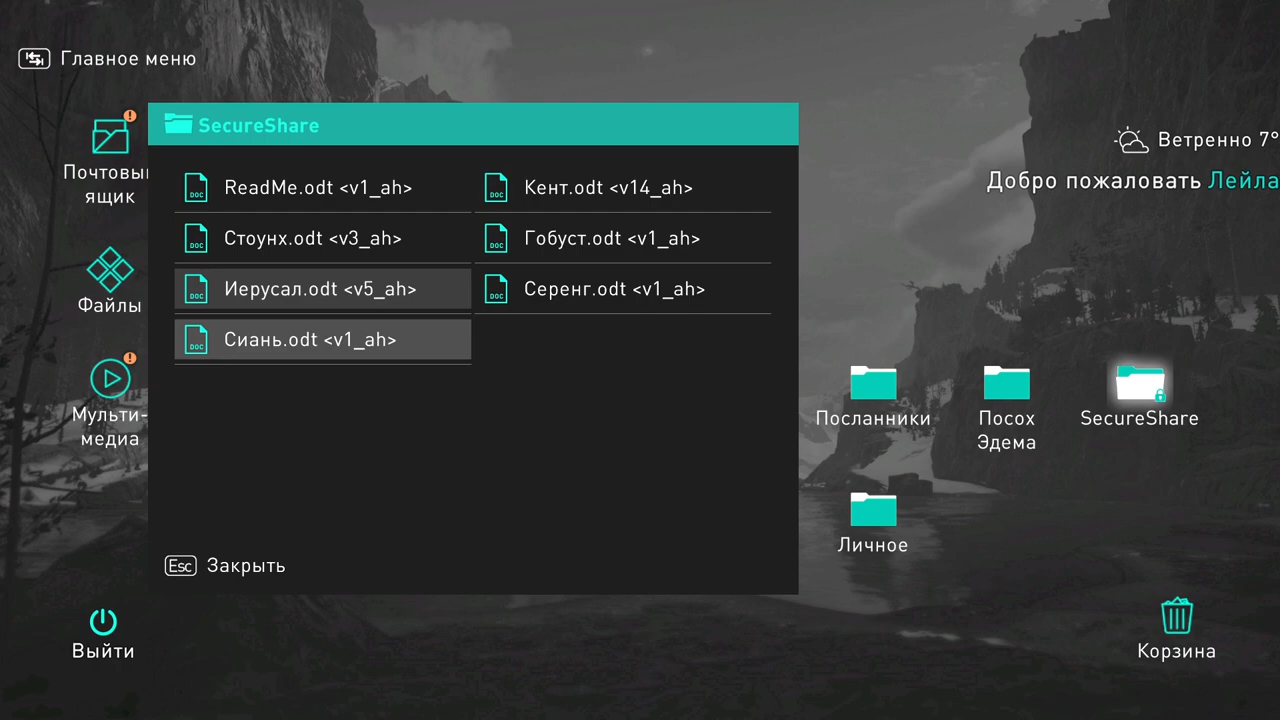 Главное меню
SecureShare
Почтовы
ящик
Файлы
Мульти-
медиа
Выйти
ReadMe.odt <v1_ah>
Кент.odt <v14_ah>
Стоунх.odt <v3_ah>
Гобуст.odt <v1_ah>
Иерусал.odt <v5_ah>
Серенг.odt <v1_ah>
Сиань.odt <v1_ah>
Esc Закрыть
Ветренно 7°
Добро пожаловать Лейла
Посланники
Посох
Эдема
SecureShare
Личное
Корзина